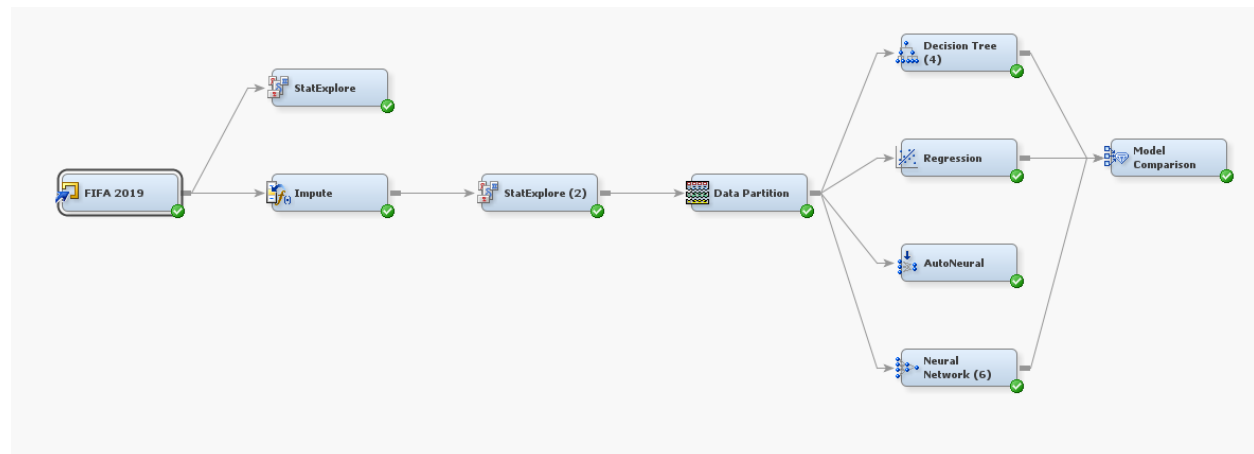 Decision Tree
(4)
StatExplore
Regression
Model
Comparison
FIFA 2019
Impute
StatExplore (2)
Data Partition
AutoNeural
Neural
Network (6)